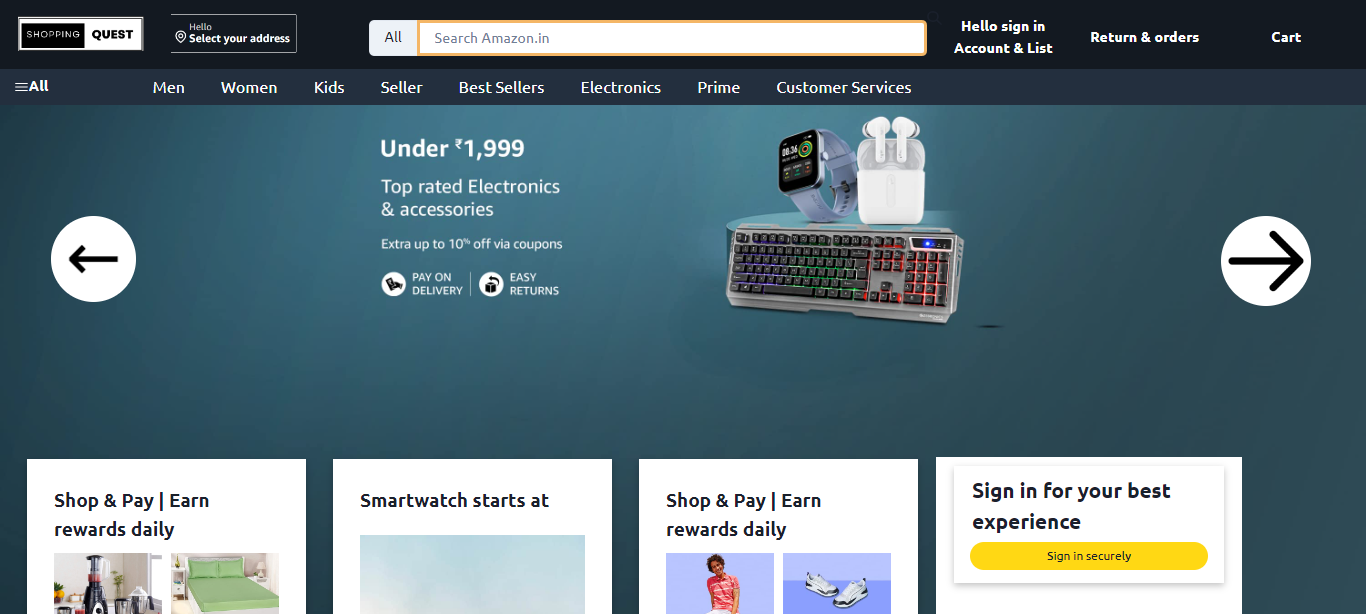 SHOPPING QUEST
Hello
Select your address
All
Search Amazon.in
Hello sign in
Account & List
Return & orders
Cart
All
Men
Women
Kids
Seller
Best Sellers
Electronics
Prime
Customer Services
Under ₹1,999
Top rated Electronics
& accessories
Extra up to 10% off via coupons
PAY ON
DELIVERY
EASY
RETURNS
08:36
Shop & Pay | Earn
rewards daily
Smartwatch starts at
Shop & Pay | Earn
rewards daily
Sign in for your best
experience
Sign in securely